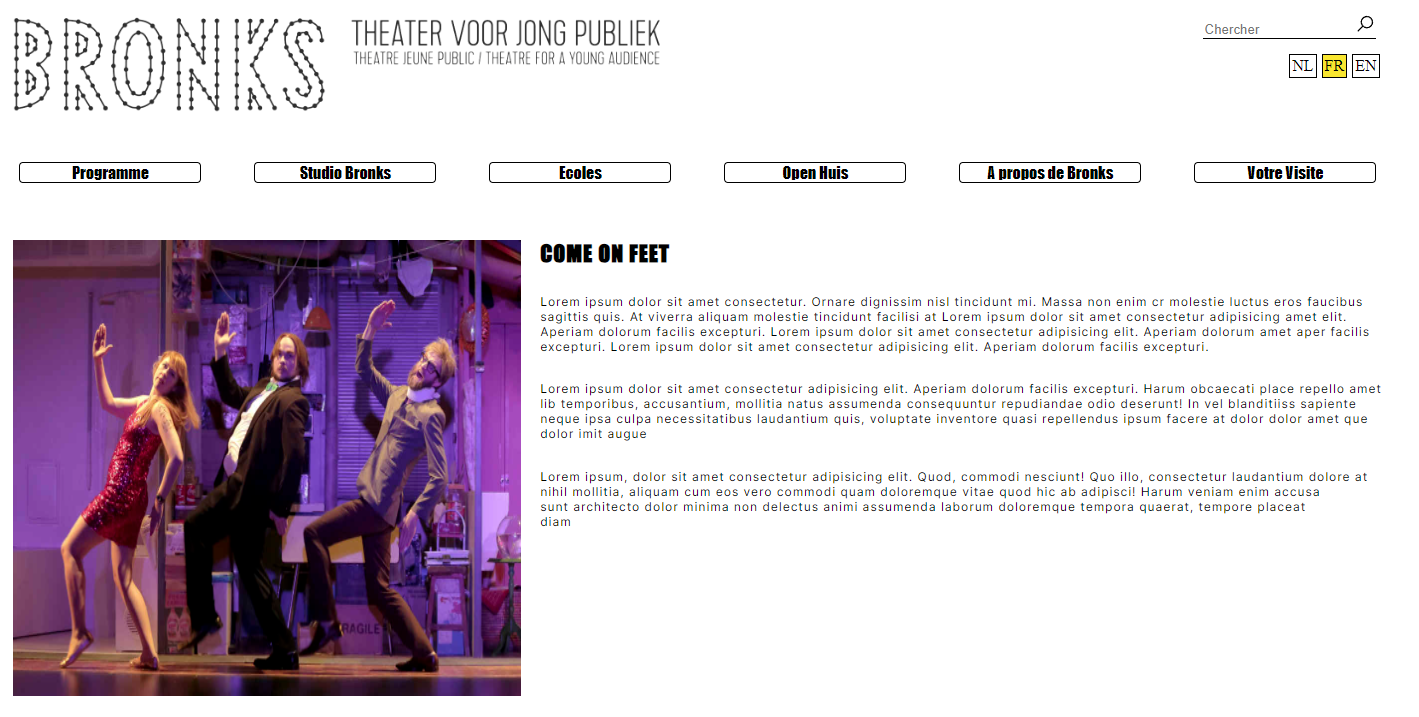 BRONKS
THEATER VOOR JONG PUBLIEK
THEATRE JEUNE PUBLIC / THEATRE FOR A YOUNG AUDIENCE
Chercher
NL FR EN
Programme
Studio Bronks
Ecoles
Open Huis
A propos de Bronks
Votre Visite
COME ON FEET
Lorem ipsum dolor sit amet consectetur. Ornare dignissim nisl tincidunt mi. Massa non enim cr molestie luctus eros faucibus
sagittis quis. At viverra aliquam molestie tincidunt facilisi at Lorem ipsum dolor sit amet consectetur adipisicing amet elit.
Aperiam dolorum facilis excepturi. Lorem ipsum dolor sit amet consectetur adipisicing elit. Aperiam dolorum amet aper facilis
excepturi. Lorem ipsum dolor sit amet consectetur adipisicing elit. Aperiam dolorum facilis excepturi.
Lorem ipsum dolor sit amet consectetur adipisicing elit. Aperiam dolorum facilis excepturi. Harum obcaecati place repello amet
lib temporibus, accusantium, mollitia natus assumenda consequuntur repudiandae odio deserunt! In vel blanditiiss sapiente
neque ipsa culpa necessitatibus laudantium quis, voluptate inventore quasi repellendus ipsum facere at dolor dolor amet que
dolor imit augue
Lorem ipsum, dolor sit amet consectetur adipisicing elit. Quod, commodi nesciunt! Quo illo, consectetur laudantium dolore at
nihil mollitia, aliquam cum eos vero commodi quam doloremque vitae quod hic ab adipisci! Harum veniam enim accusa
sunt architecto dolor minima non delectus animi assumenda laborum doloremque tempora quaerat, tempore placeat
diam
FRAGILE